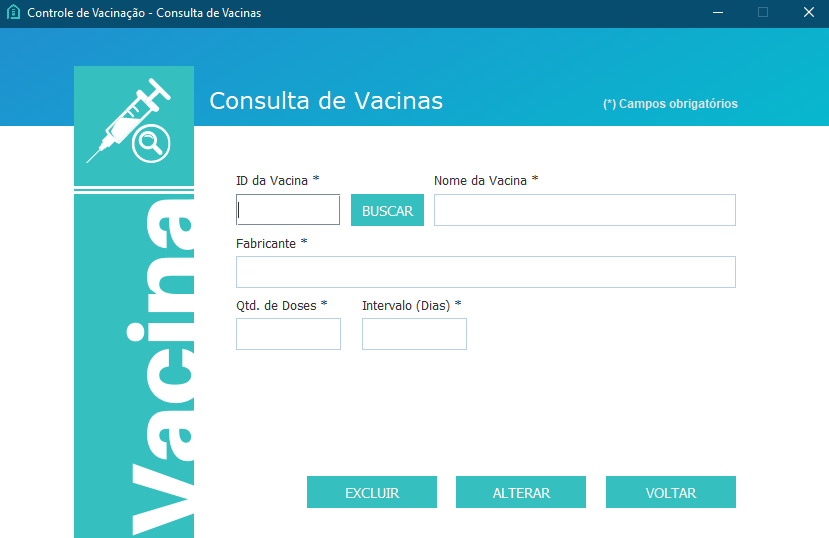 Controle de Vacinação - Consulta de Vacinas
Consulta de Vacinas
(*) Campos obrigatórios
Vacina
ID da Vacina *
Nome da Vacina *
BUSCAR
Fabricante *
Qtd. de Doses *
Intervalo (Dias) *
EXCLUIR
ALTERAR
VOLTAR